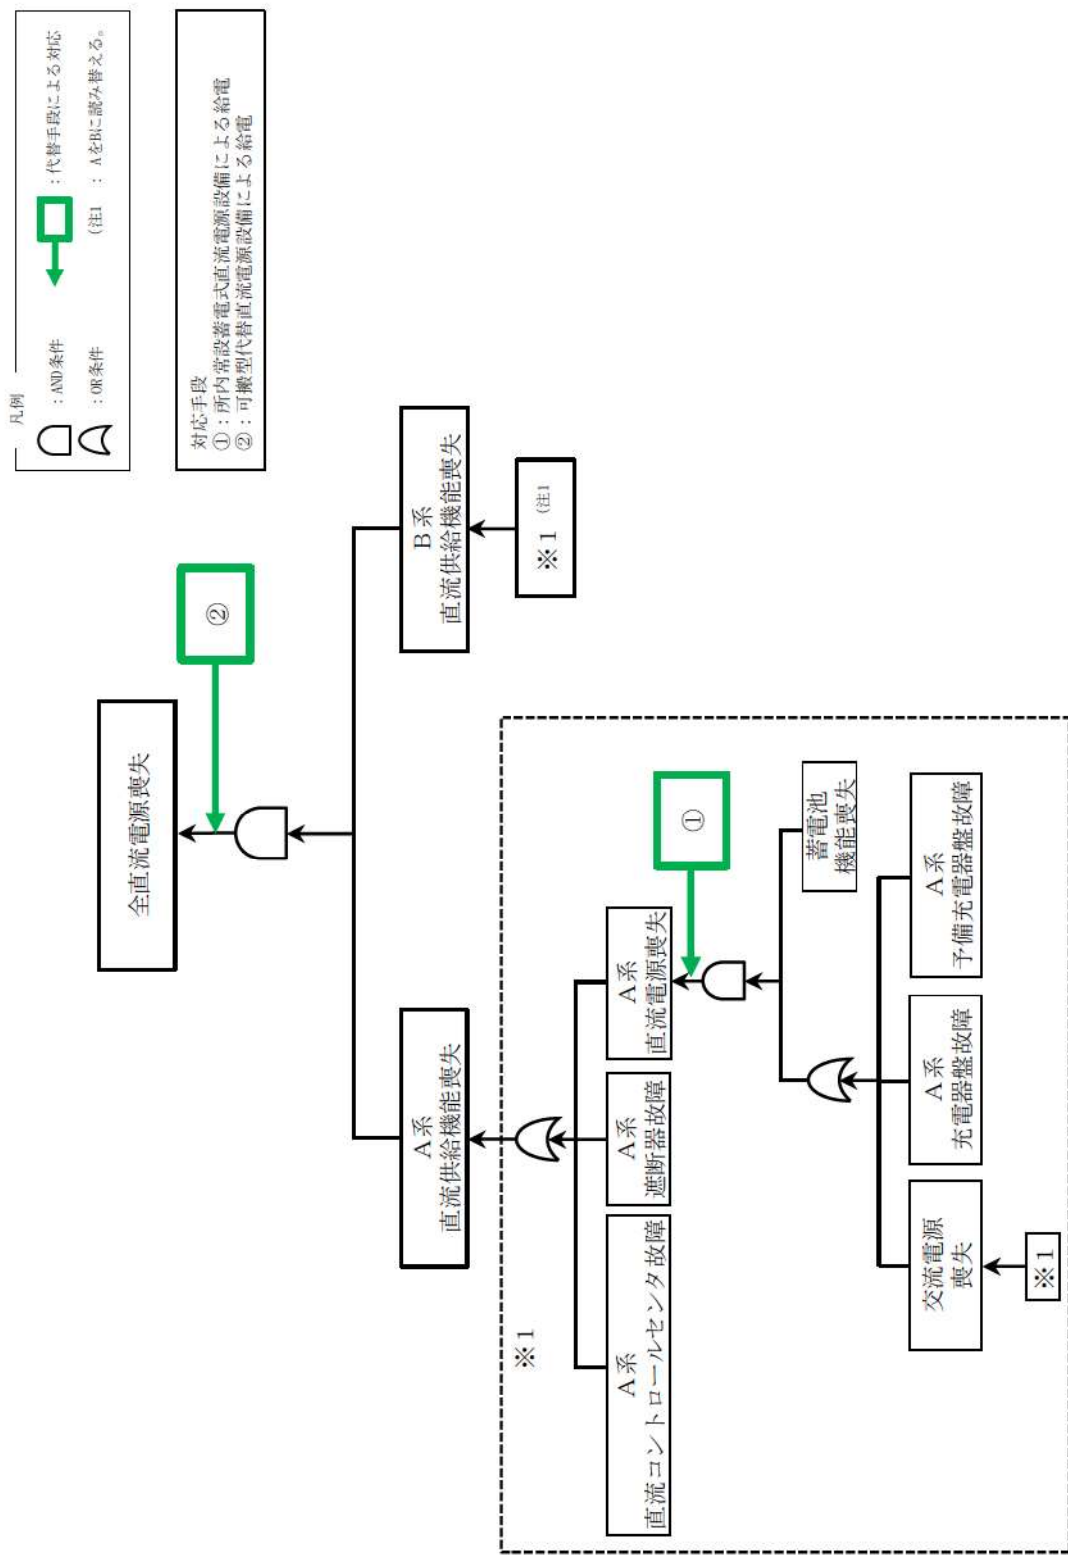 凡例
：AND条件
：代替手段による対応
：OR条件
(注1 ： AをBに読み替える。
対応手段
①：所内常設蓄電式直流電源設備による給電
②：可搬型代替直流電源設備による給電
全直流電源喪失
②
A系
直流供給機能喪失
B系
直流供給機能喪失
※1 (注1
※1
A系
直流コントロールセンタ故障
A系
遮断器故障
A系
直流電源喪失
①
蓄電池
機能喪失
交流電源
喪失
A系
充電器盤故障
A系
予備充電器盤故障
※1